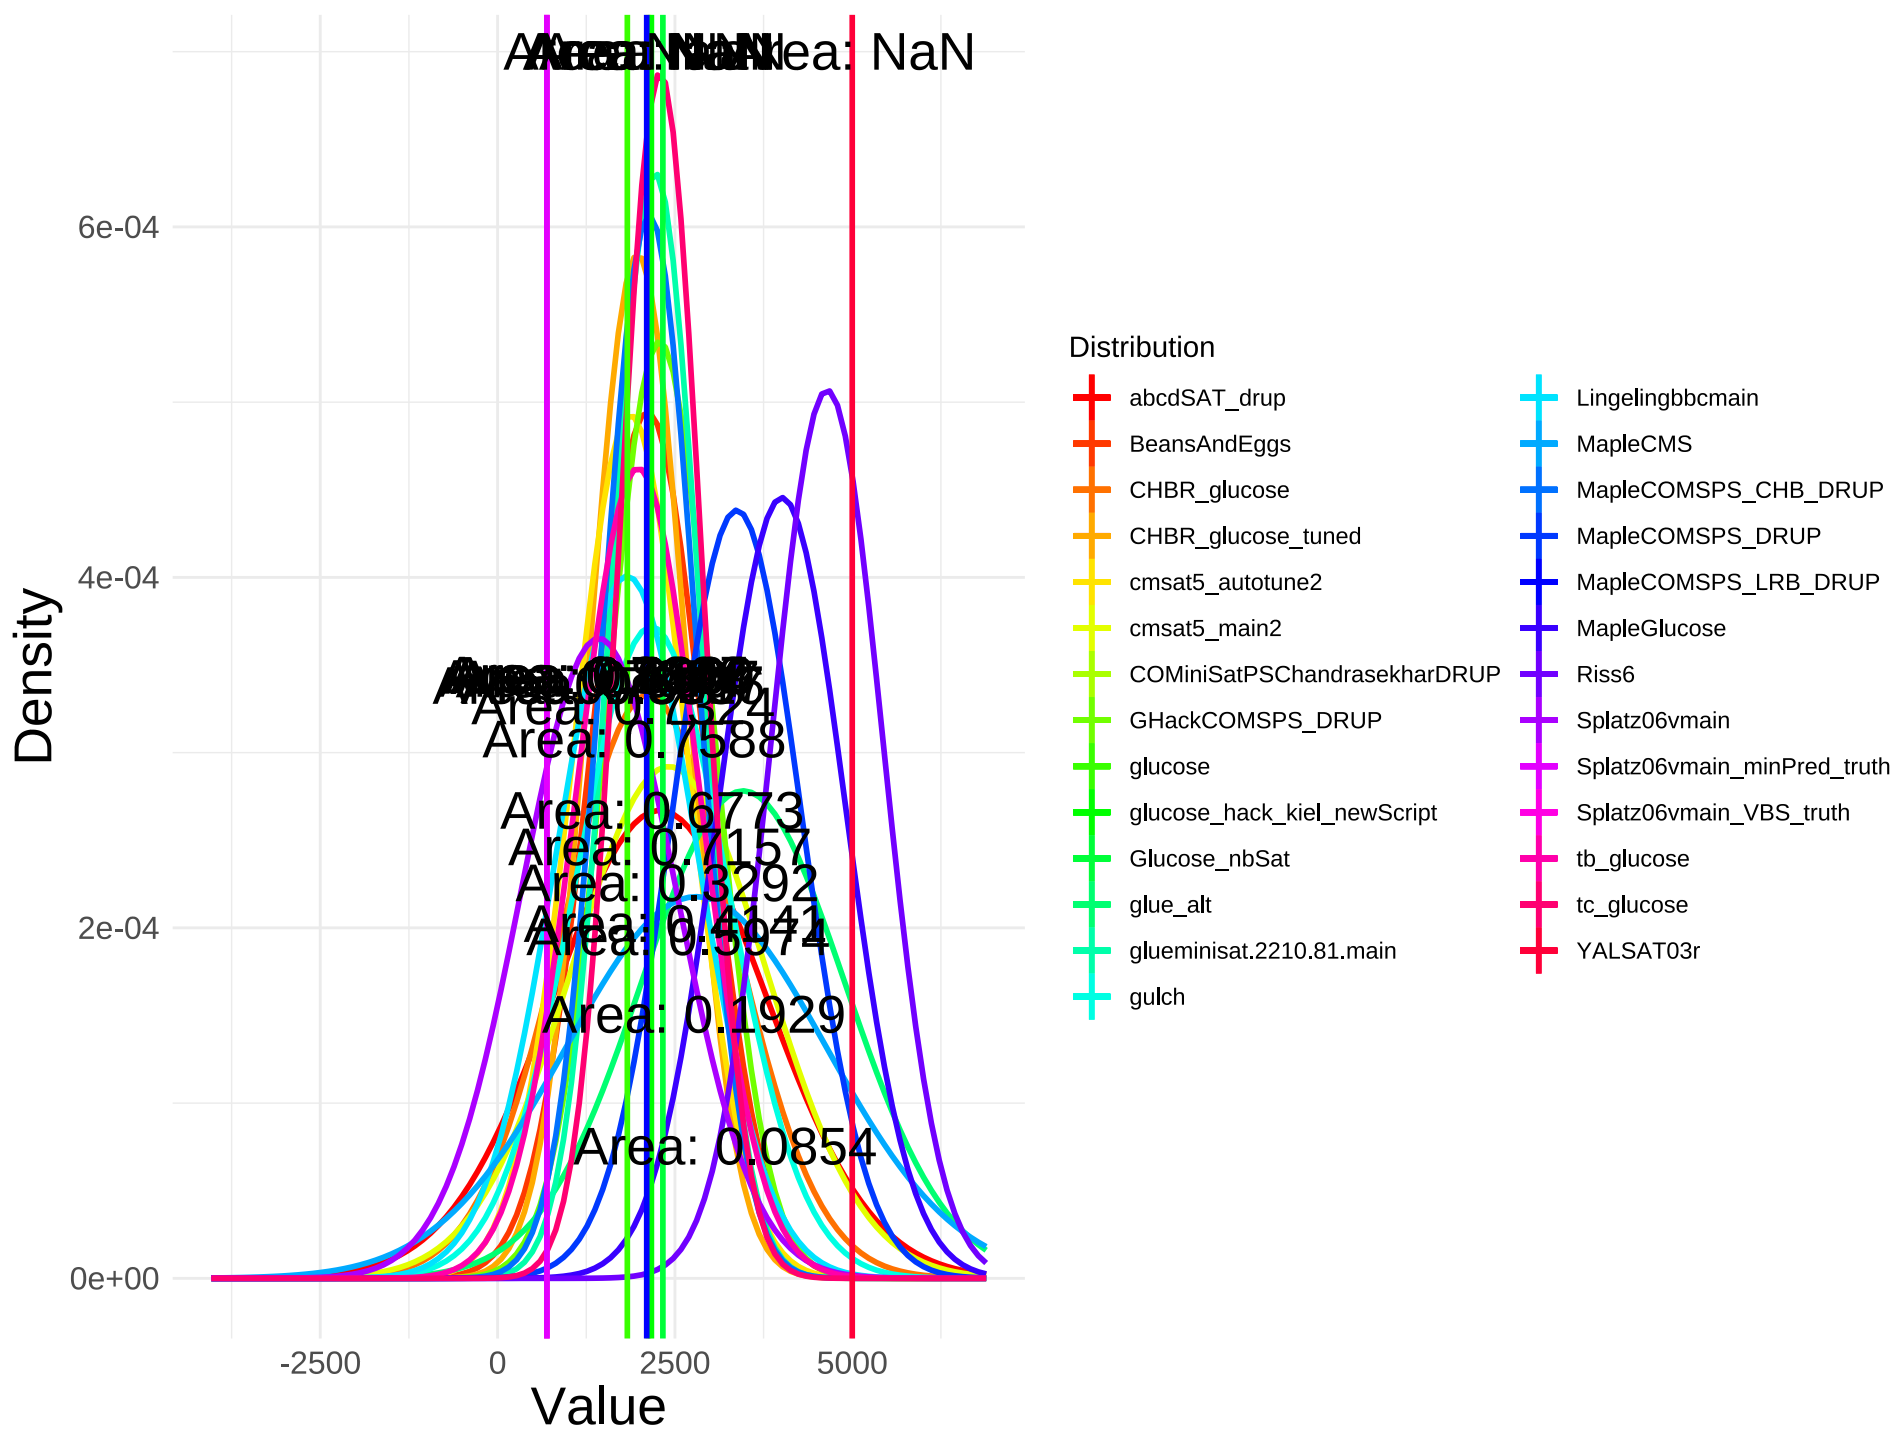 Area: NaN
6e-04
4e-04
2e-04
0e+00
Density
Area: 0.7588
Area: 0.6773
Area: 0.7157
Area: 0.3292
Area: 0.4141
Area: 0.5974
Area: 0.1929
Area: 0.0854
-2500
0
2500
5000
Value
Distribution
abcdSAT_drup
BeansAndEggs
CHBR_glucose
CHBR_glucose_tuned
cmsat5_autotune2
cmsat5_main2
COMiniSatPSChandrasekharDRUP
GHackCOMSPS_DRUP
glucose
glucose_hack_kiel_newScript
Glucose_nbSat
glue_alt
glueminisat.2210.81.main
gulch
Lingelingbbcmain
MapleCMS
MapleCOMSPS_CHB_DRUP
MapleCOMSPS_DRUP
MapleCOMSPS_LRB_DRUP
MapleGlucose
Riss6
Splatz06vmain
Splatz06vmain_minPred_truth
Splatz06vmain_VBS_truth
tb_glucose
tc_glucose
YALSAT03r